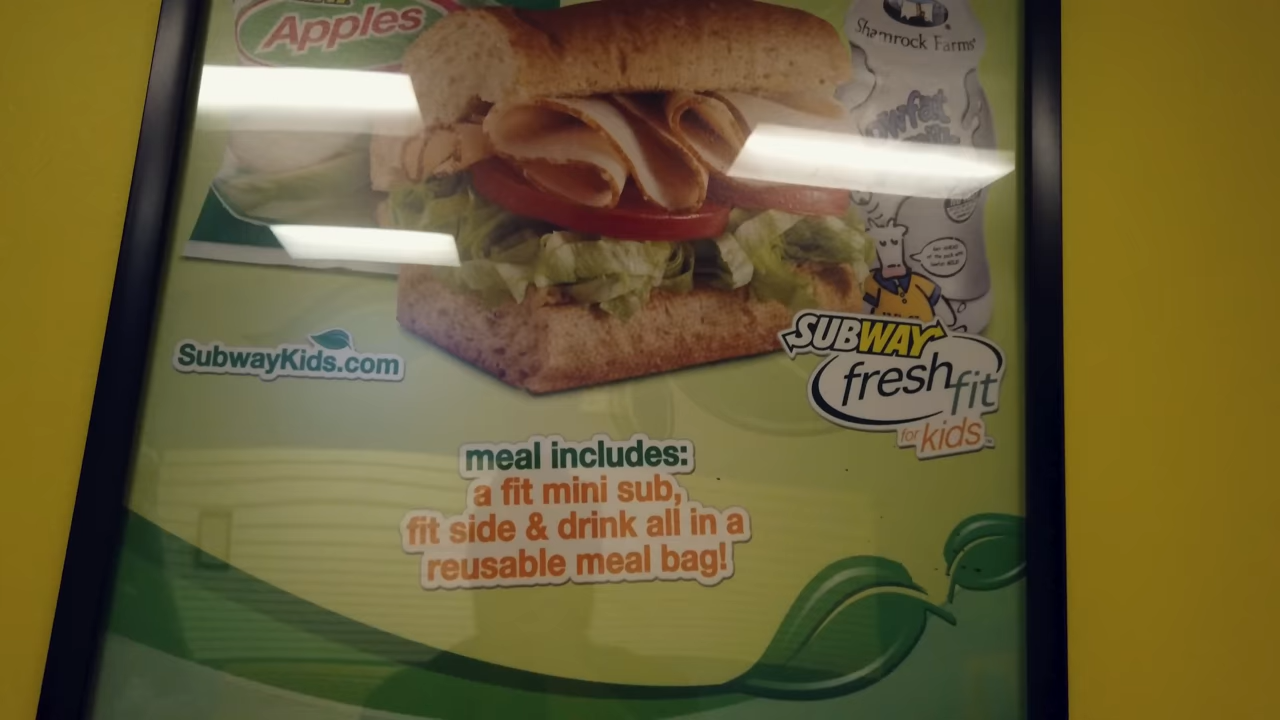 Apples
Shamrock Farms
SubwayKids.com
SUBWAY
fresh fit
for kids
meal includes:
a fit mini sub,
fit side & drink all in a
reusable meal bag!